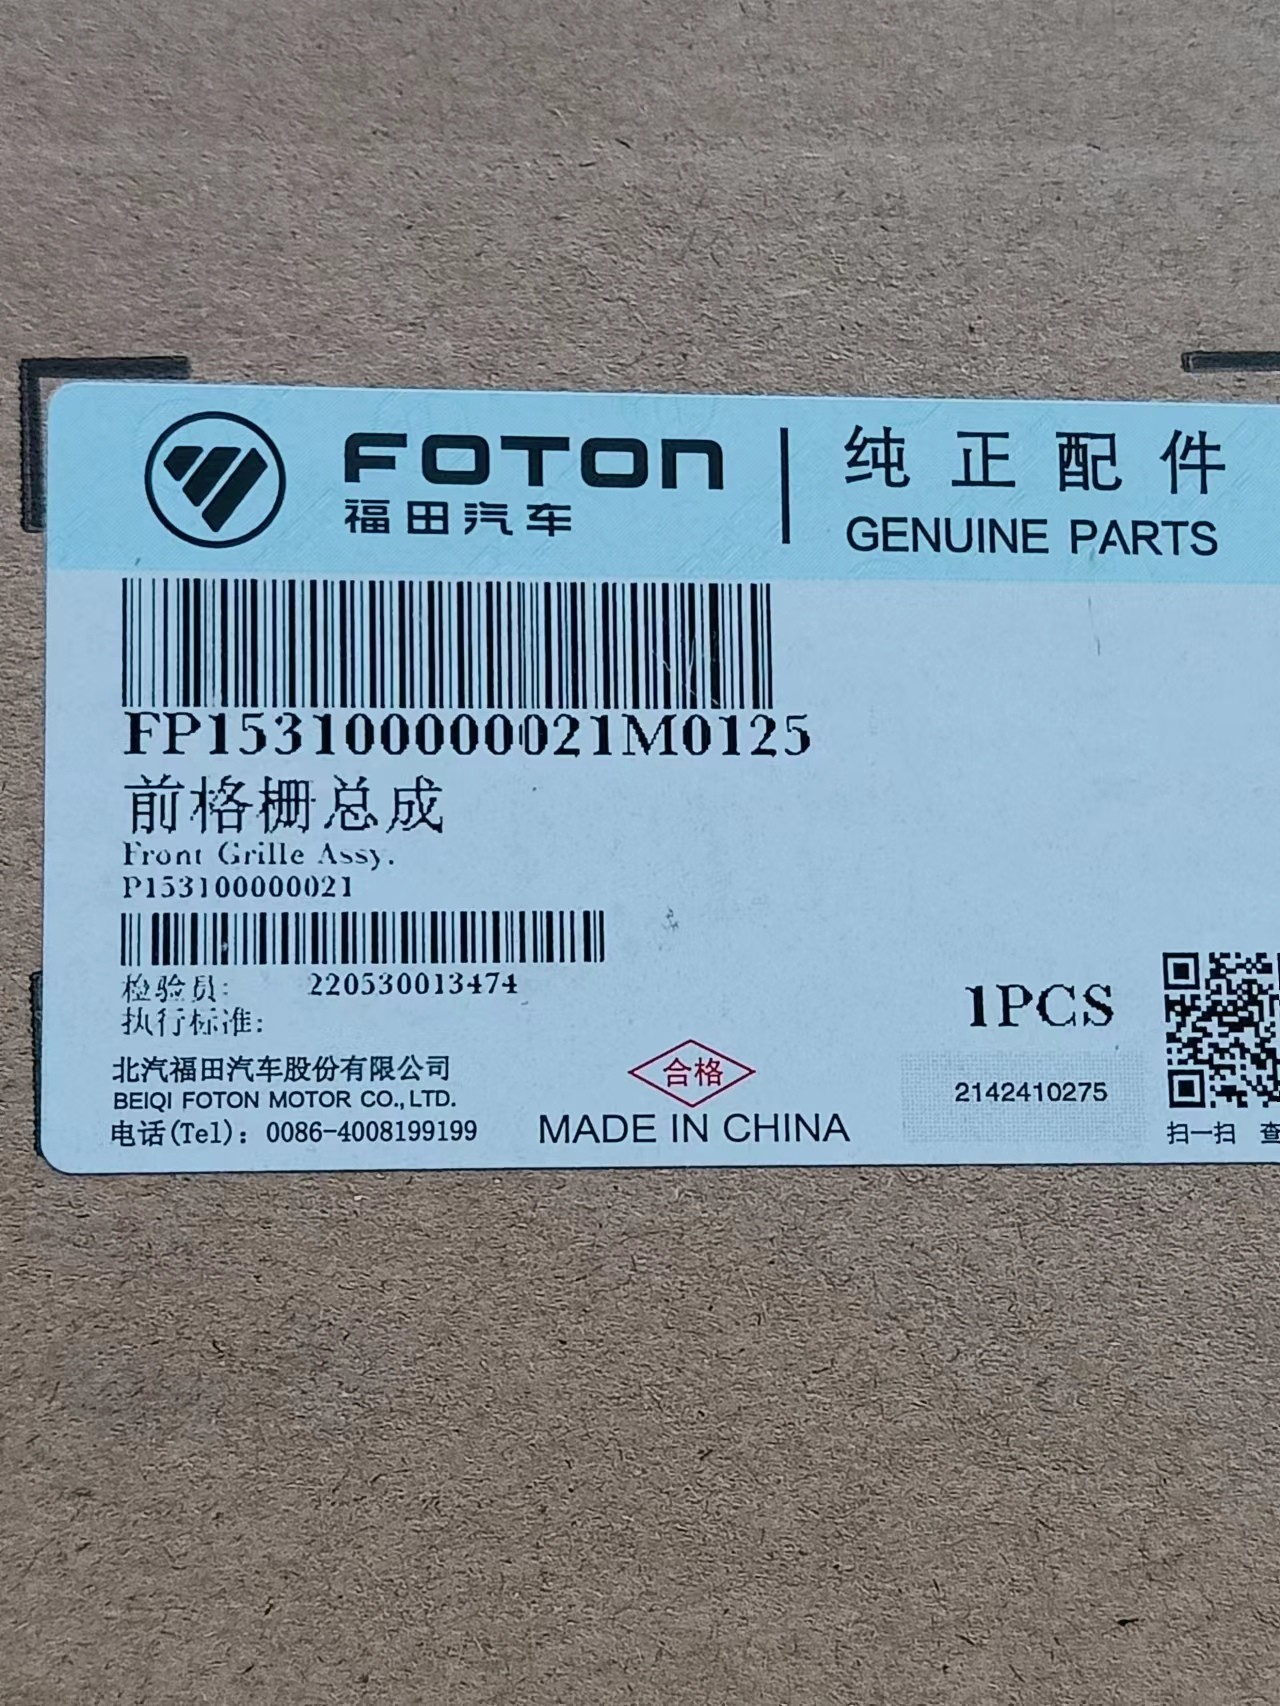 FOTON
福田汽车
纯正配件
GENUINE PARTS
FP153100000021M0125
前格栅总成
Front Grille Assy.
P153100000021
检验员: 220530013474
执行标准:
1PCS
北汽福田汽车股份有限公司
BEIQI FOTON MOTOR CO.,LTD.
电话(Tel): 0086-4008199199
合格
MADE IN CHINA
2142410275
扫一扫 查